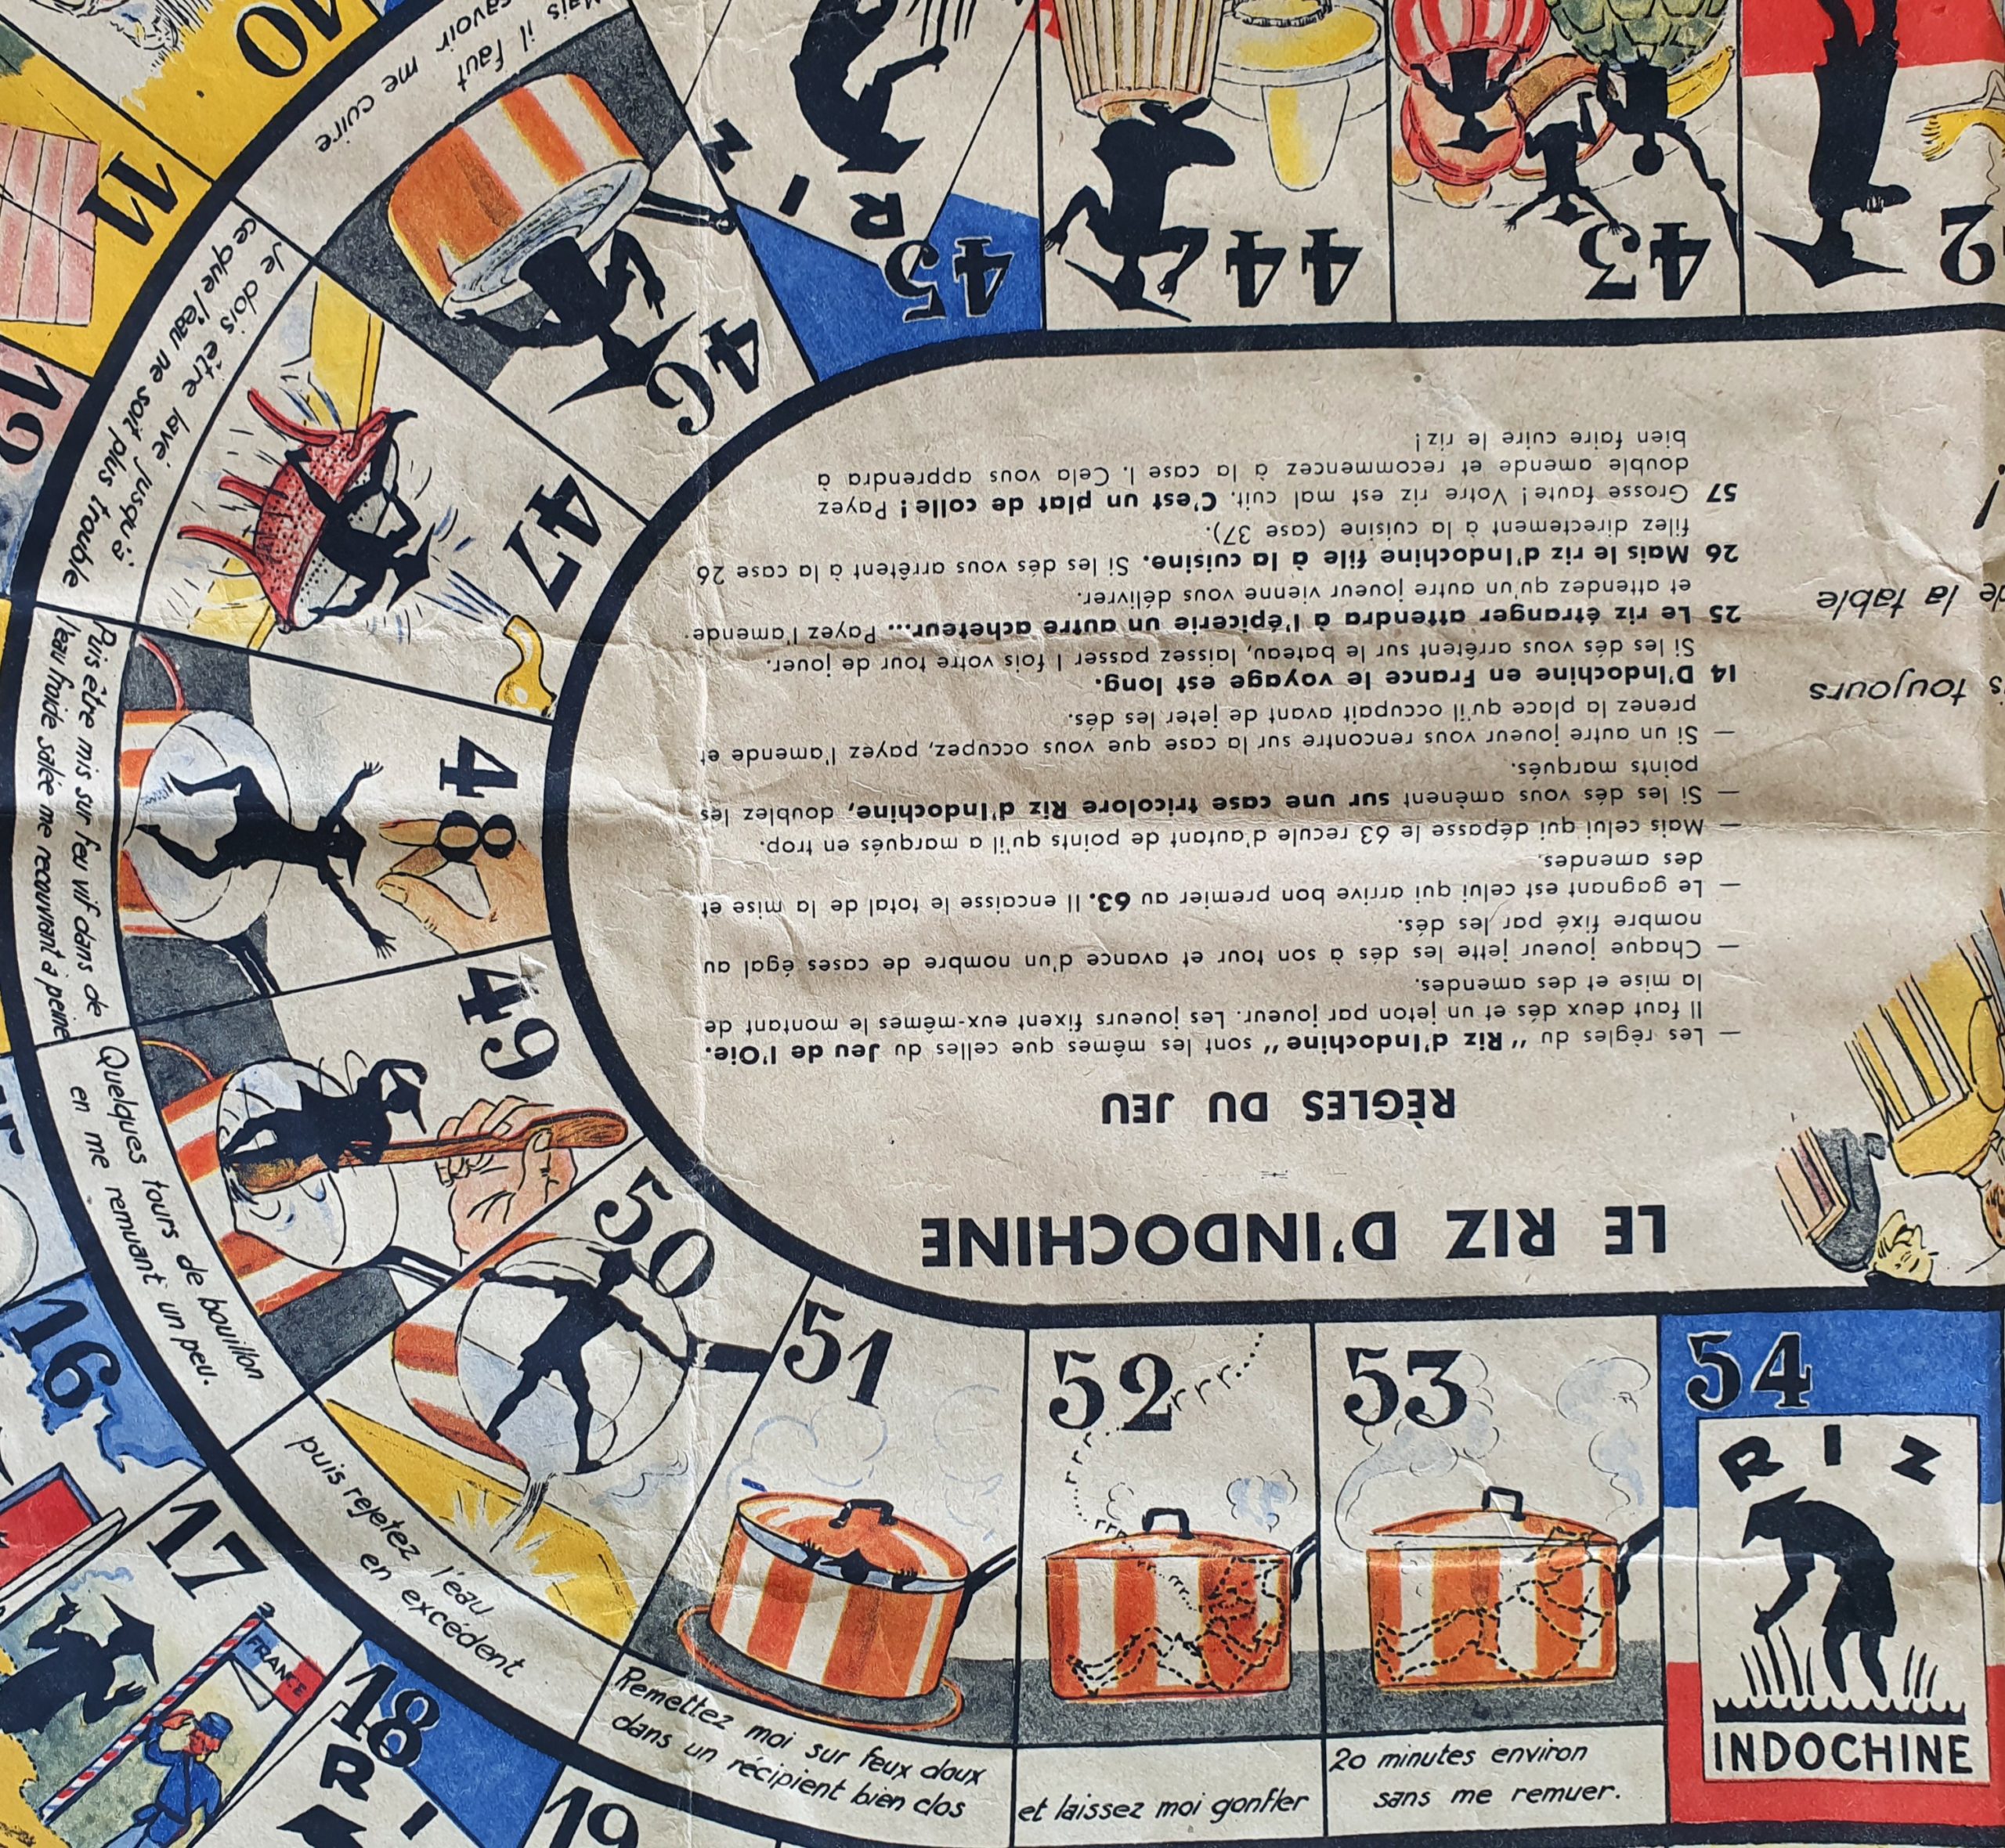 LE RIZ D'INDOCHINE
RÈGLES DU JEU
— Les règles du "Riz d'Indochine" sont les mêmes que celles du Jeu de l'Oie.
Il faut deux dés et un jeton par joueur. Les joueurs fixent eux-mêmes le montant de
la mise et des amendes.
— Chaque joueur jette les dés à son tour et avance d'un nombre de cases égal au
nombre fixé par les dés.
— Le gagnant est celui qui arrive bon premier au 63. Il encaisse le total de la mise et
des amendes.
— Mais celui qui dépasse le 63 recule d'autant de points qu'il a marqués en trop.
— Si les dés vous amènent sur une case tricolore Riz d'Indochine, doublez les
points marqués.
— Si un autre joueur vous rencontre sur la case que vous occupez, payez l'amende et
prenez la place qu'il occupait avant de jeter les dés.
14 D'Indochine en France le voyage est long.
Si les dés vous arrêtent sur le bateau, laissez passer 1 fois votre tour de jouer.
25 Le riz étranger attendra à l'épicerie un autre acheteur... Payez l'amende
et attendez qu'un autre joueur vienne vous délivrer.
26 Mais le riz d'Indochine file à la cuisine. Si les dés vous arrêtent à la case 26
filez directement à la cuisine (case 37).
57 Grosse faute! Votre riz est mal cuit. C'est un plat de colle! Payez
double amende et recommencez à la case 1. Cela vous apprendra à
bien faire cuire le riz!
toujours
de la table
!
10
11
12
16
17
FRANCE
18
R I
19
2
43
44
45
R I Z
46
Mais il faut
savoir me cuire
47
Je dois être lavé jusqu'à
ce que l'eau ne soit plus trouble
48
Puis être mis sur feu vif dans de
l'eau froide salée me recouvrant à peine
49
Quelques tours de bouillon
en me remuant un peu.
50
puis rejetez l'eau
en excédent
51
Remettez moi sur feux doux
dans un récipient bien clos
52
rrr...
rrr
rrr
et laissez moi gonfler
53
20 minutes environ
sans me remuer.
54
RIZ
INDOCHINE